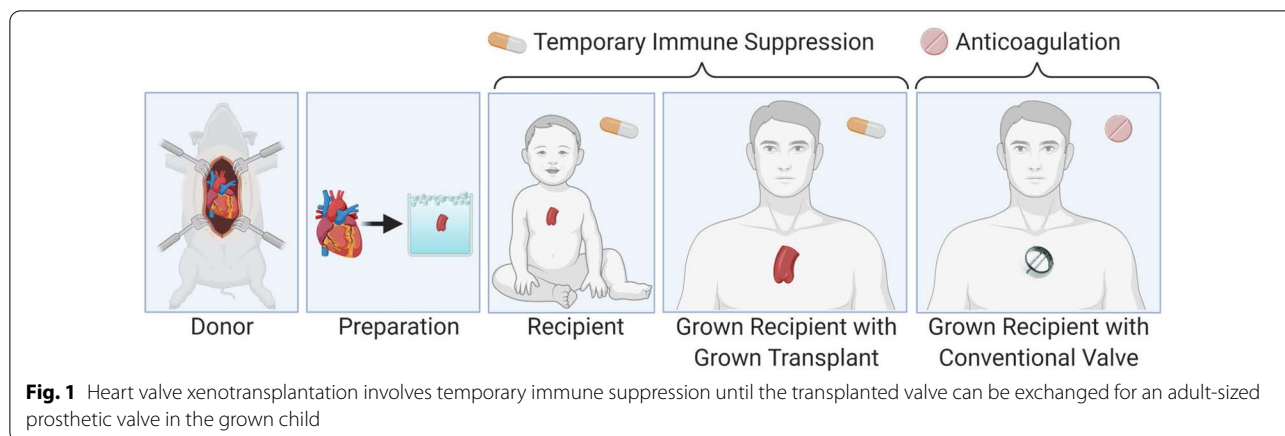 Temporary Immune Suppression
Anticoagulation
Donor
Preparation
Recipient
Grown Recipient with
Grown Transplant
Grown Recipient with
Conventional Valve
Fig. 1 Heart valve xenotransplantation involves temporary immune suppression until the transplanted valve can be exchanged for an adult-sized
prosthetic valve in the grown child